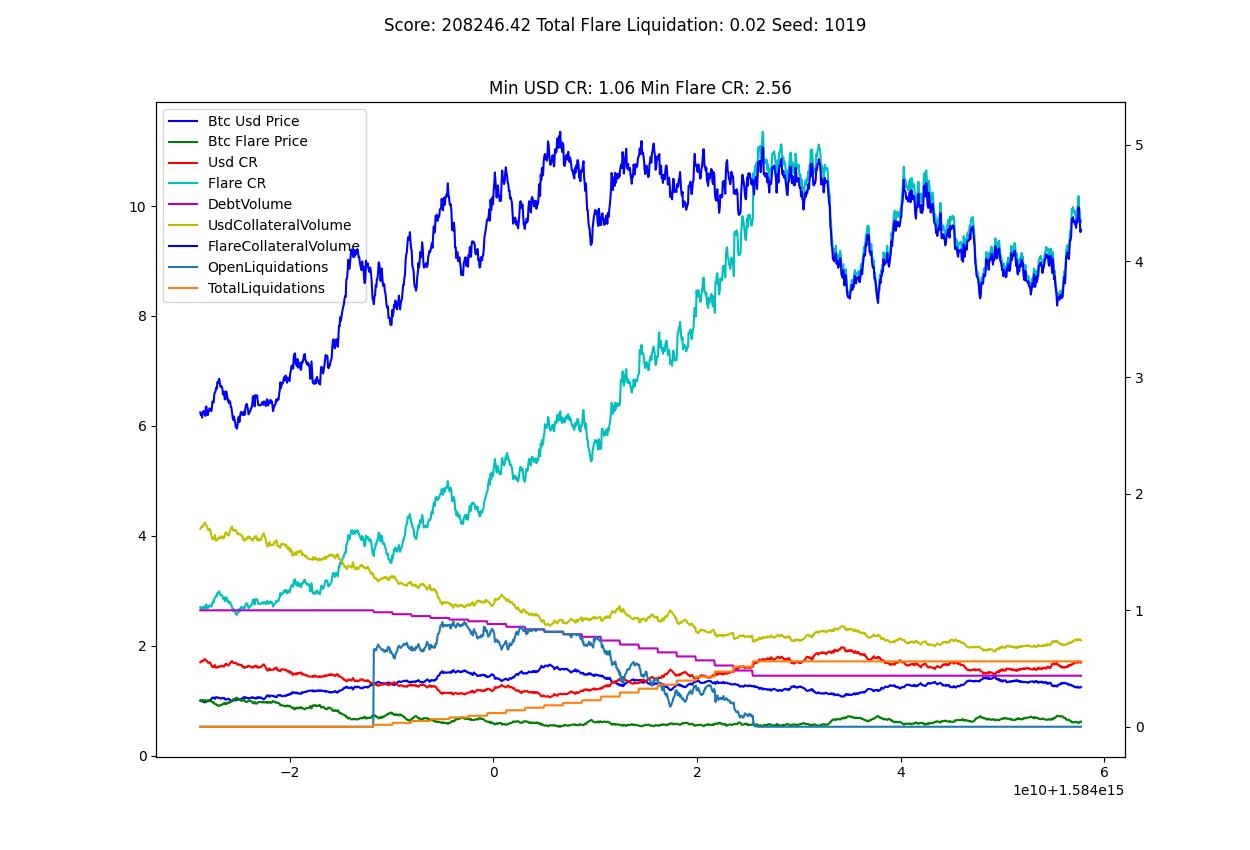 Score: 208246.42 Total Flare Liquidation: 0.02 Seed: 1019
Min USD CR: 1.06 Min Flare CR: 2.56
Btc Usd Price
Btc Flare Price
Usd CR
Flare CR
DebtVolume
UsdCollateralVolume
FlareCollateralVolume
OpenLiquidations
TotalLiquidations
10
8
6
4
2
0
5
4
3
2
1
0
−2
0
2
4
6
1e10+1.584e15